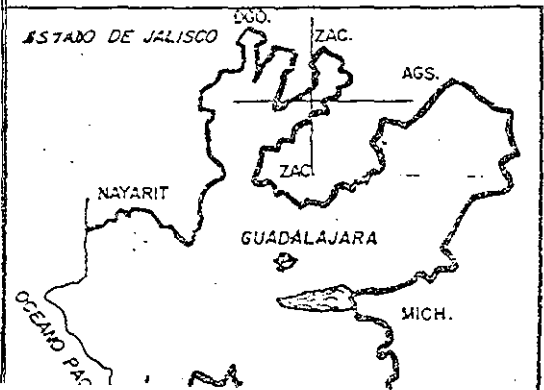 DGO.
ESTADO DE JALISCO
ZAC.
AGS.
ZAC.
NAYARIT
GUADALAJARA
MICH.
OCEANO PAC